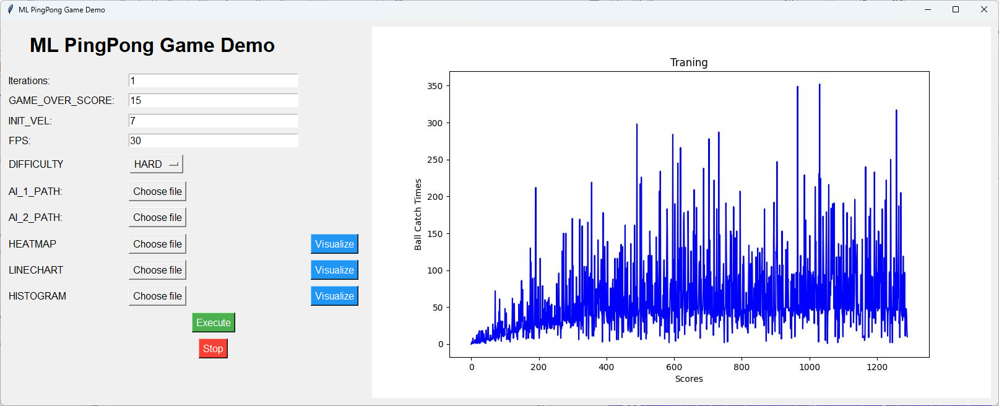 ML PingPong Game Demo
ML PingPong Game Demo
Iterations: 1
GAME_OVER_SCORE: 15
INIT_VEL: 7
FPS: 30
DIFFICULTY HARD
AI_1_PATH: Choose file
AI_2_PATH: Choose file
HEATMAP Choose file Visualize
LINECHART Choose file Visualize
HISTOGRAM Choose file Visualize
Execute
Stop
Traning
350
300
250
200
150
100
50
0
Ball Catch Times
0 200 400 600 800 1000 1200
Scores